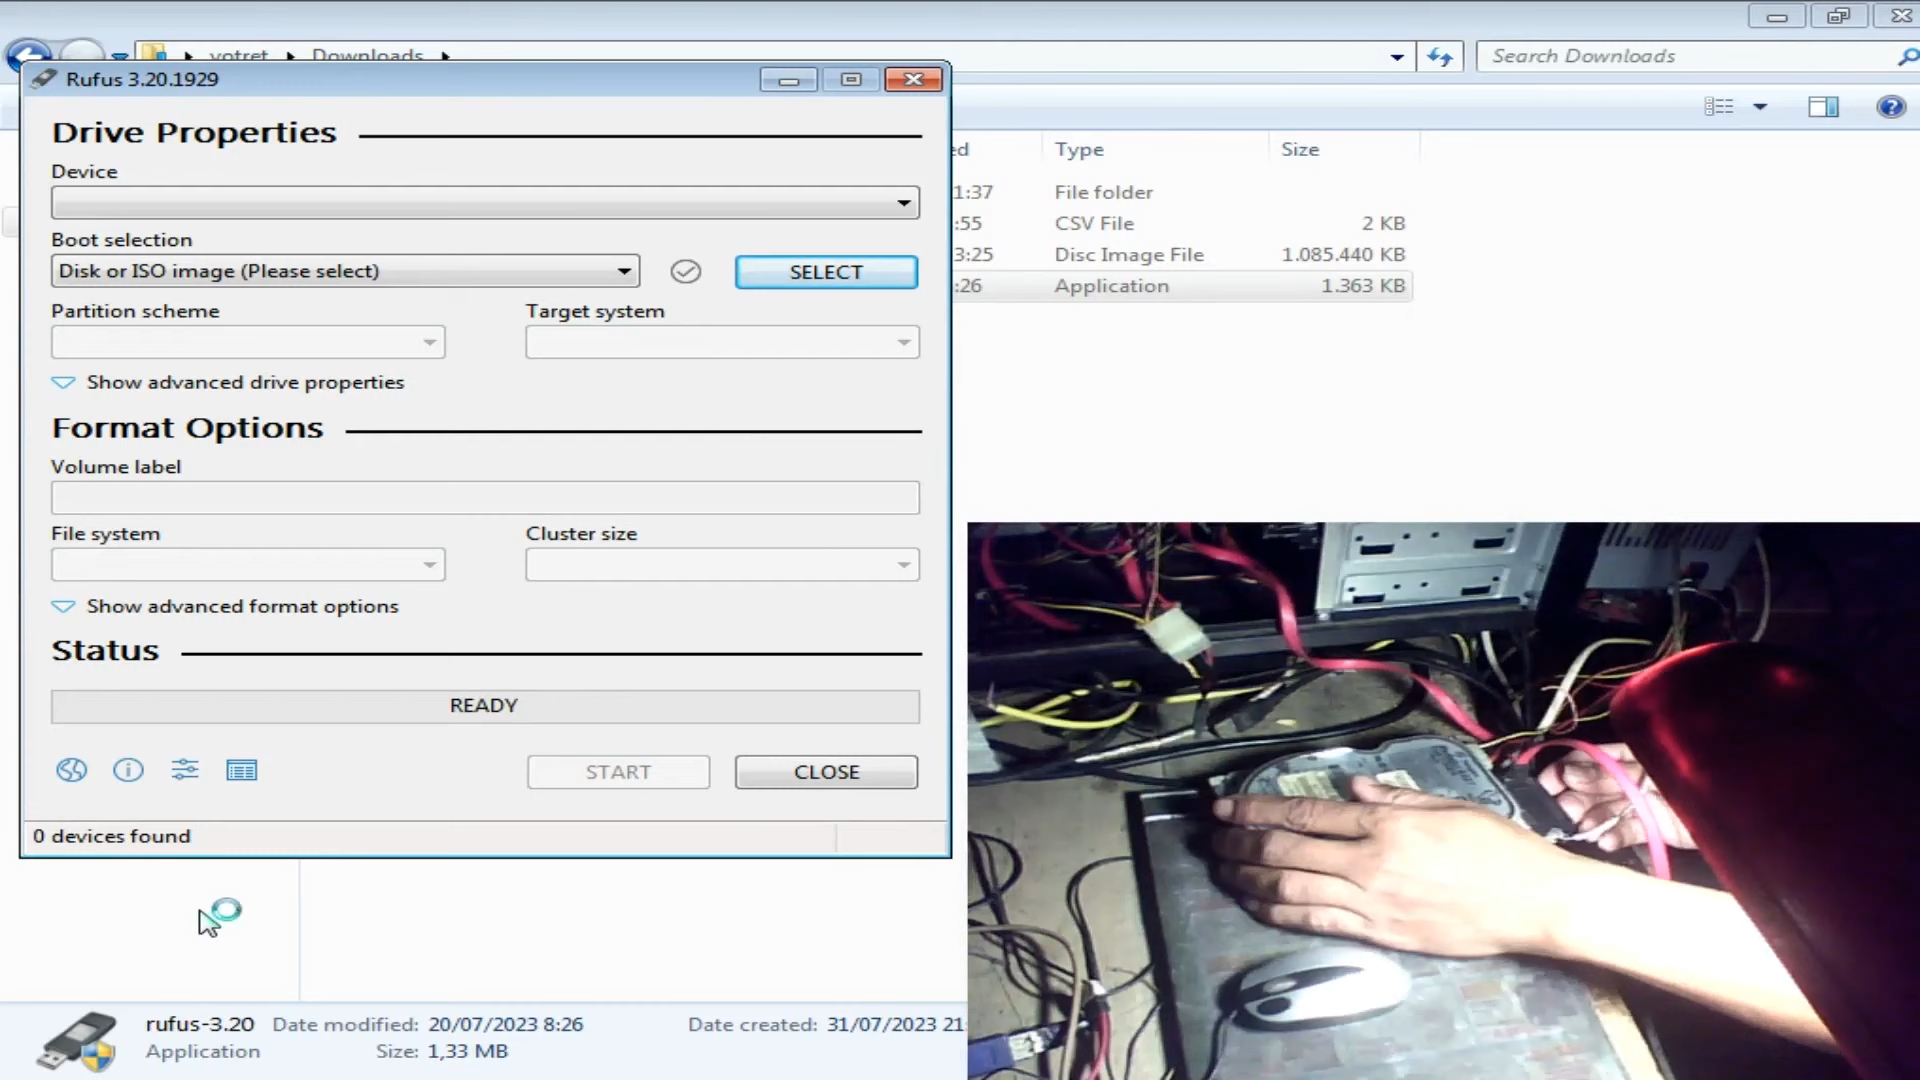 votret Downloads
Search Downloads
Rufus 3.20.1929
Drive Properties
Device
Boot selection
Disk or ISO image (Please select)
SELECT
Partition scheme
Target system
Show advanced drive properties
Format Options
Volume label
File system
Cluster size
Show advanced format options
Status
READY
START
CLOSE
0 devices found
ed Type Size
1:37 File folder
:55 CSV File 2 KB
3:25 Disc Image File 1.085.440 KB
:26 Application 1.363 KB
rufus-3.20 Date modified: 20/07/2023 8:26 Date created: 31/07/2023 21
Application Size: 1,33 MB